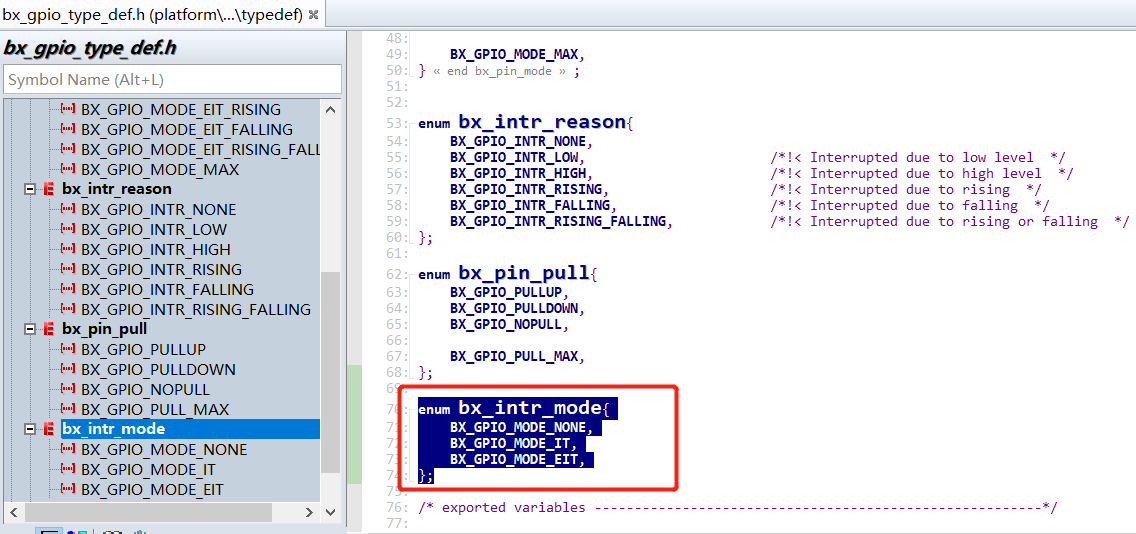 bx_gpio_type_def.h (platform\...\typedef)
bx_gpio_type_def.h
Symbol Name (Alt+L)
BX_GPIO_MODE_EIT_RISING
BX_GPIO_MODE_EIT_FALLING
BX_GPIO_MODE_EIT_RISING_FALL
BX_GPIO_MODE_MAX
bx_intr_reason
BX_GPIO_INTR_NONE
BX_GPIO_INTR_LOW
BX_GPIO_INTR_HIGH
BX_GPIO_INTR_RISING
BX_GPIO_INTR_FALLING
BX_GPIO_INTR_RISING_FALLING
bx_pin_pull
BX_GPIO_PULLUP
BX_GPIO_PULLDOWN
BX_GPIO_NOPULL
BX_GPIO_PULL_MAX
bx_intr_mode
BX_GPIO_MODE_NONE
BX_GPIO_MODE_IT
BX_GPIO_MODE_EIT
48:
49: BX_GPIO_MODE_MAX,
50: } « end bx_pin_mode » ;
51:
52:
53: enum bx_intr_reason{
54: BX_GPIO_INTR_NONE,
55: BX_GPIO_INTR_LOW, /*!< Interrupted due to low level */
56: BX_GPIO_INTR_HIGH, /*!< Interrupted due to high level */
57: BX_GPIO_INTR_RISING, /*!< Interrupted due to rising */
58: BX_GPIO_INTR_FALLING, /*!< Interrupted due to falling */
59: BX_GPIO_INTR_RISING_FALLING, /*!< Interrupted due to rising or falling */
60: };
61:
62: enum bx_pin_pull{
63: BX_GPIO_PULLUP,
64: BX_GPIO_PULLDOWN,
65: BX_GPIO_NOPULL,
66:
67: BX_GPIO_PULL_MAX,
68: };
69:
70: enum bx_intr_mode{
71: BX_GPIO_MODE_NONE,
72: BX_GPIO_MODE_IT,
73: BX_GPIO_MODE_EIT,
74: };
75:
76: /* exported variables --------------------------------------------------------*/
77: